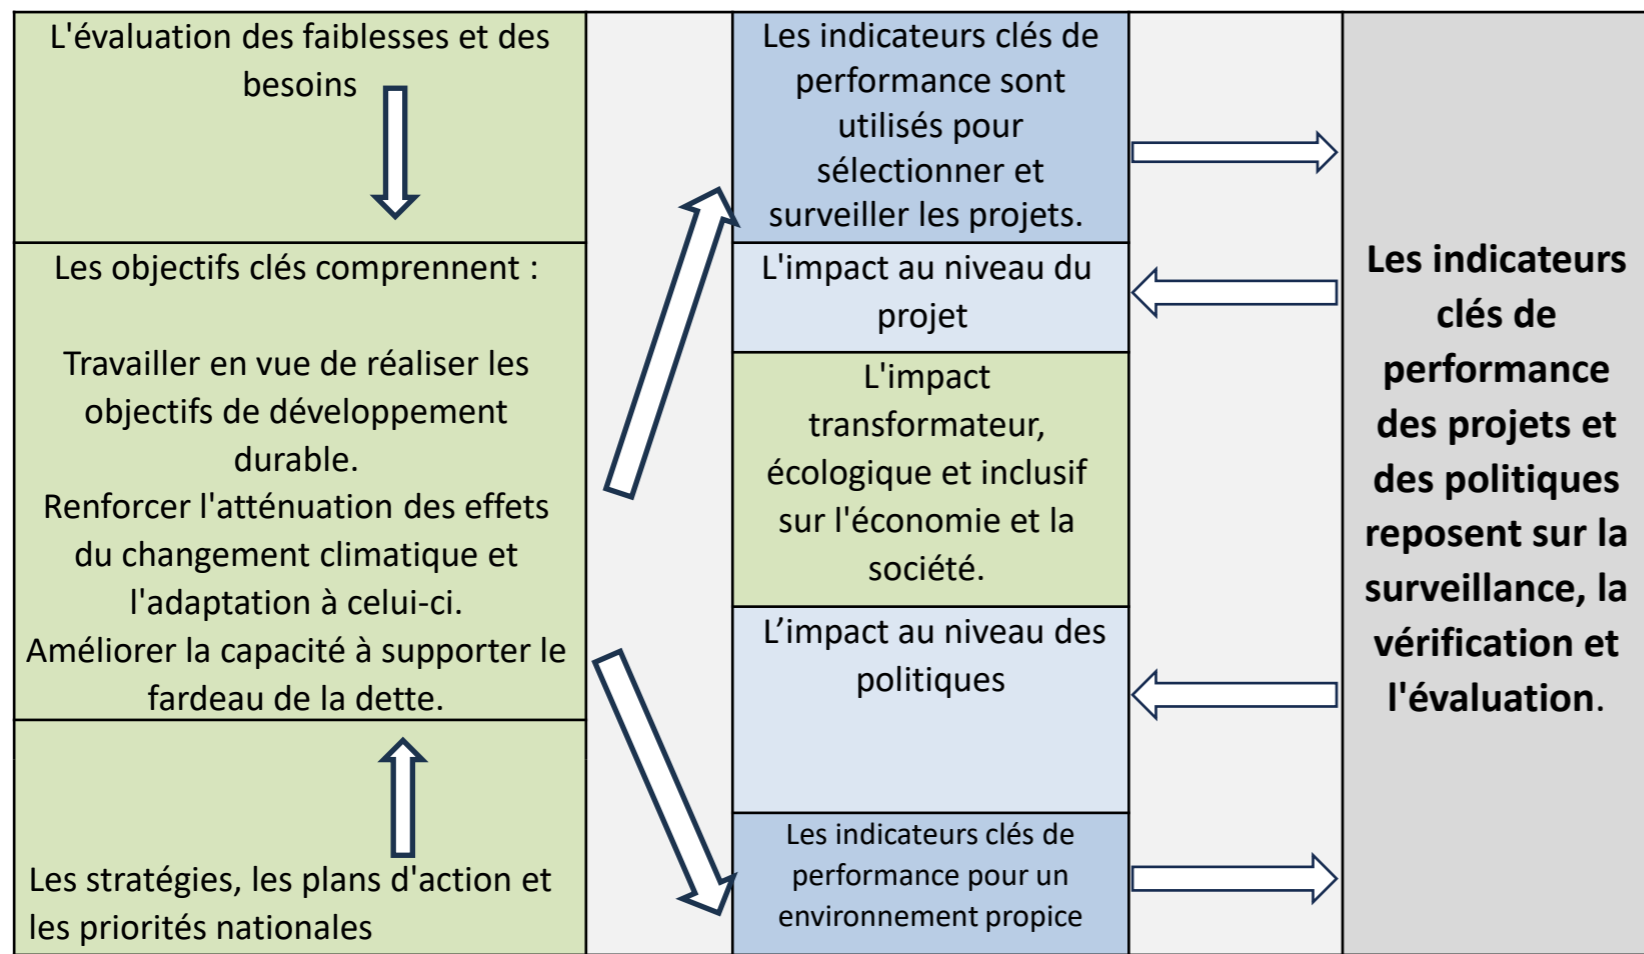 L'évaluation des faiblesses et des
besoins
Les objectifs clés comprennent :
Travailler en vue de réaliser les
objectifs de développement
durable.
Renforcer l'atténuation des effets
du changement climatique et
l'adaptation à celui-ci.
Améliorer la capacité à supporter le
fardeau de la dette.
Les stratégies, les plans d'action et
les priorités nationales
Les indicateurs clés de
performance sont
utilisés pour
sélectionner et
surveiller les projets.
L'impact au niveau du
projet
L'impact
transformateur,
écologique et inclusif
sur l'économie et la
société.
L’impact au niveau des
politiques
Les indicateurs clés de
performance pour un
environnement propice
Les indicateurs
clés de
performance
des projets et
des politiques
reposent sur la
surveillance, la
vérification et
l'évaluation.